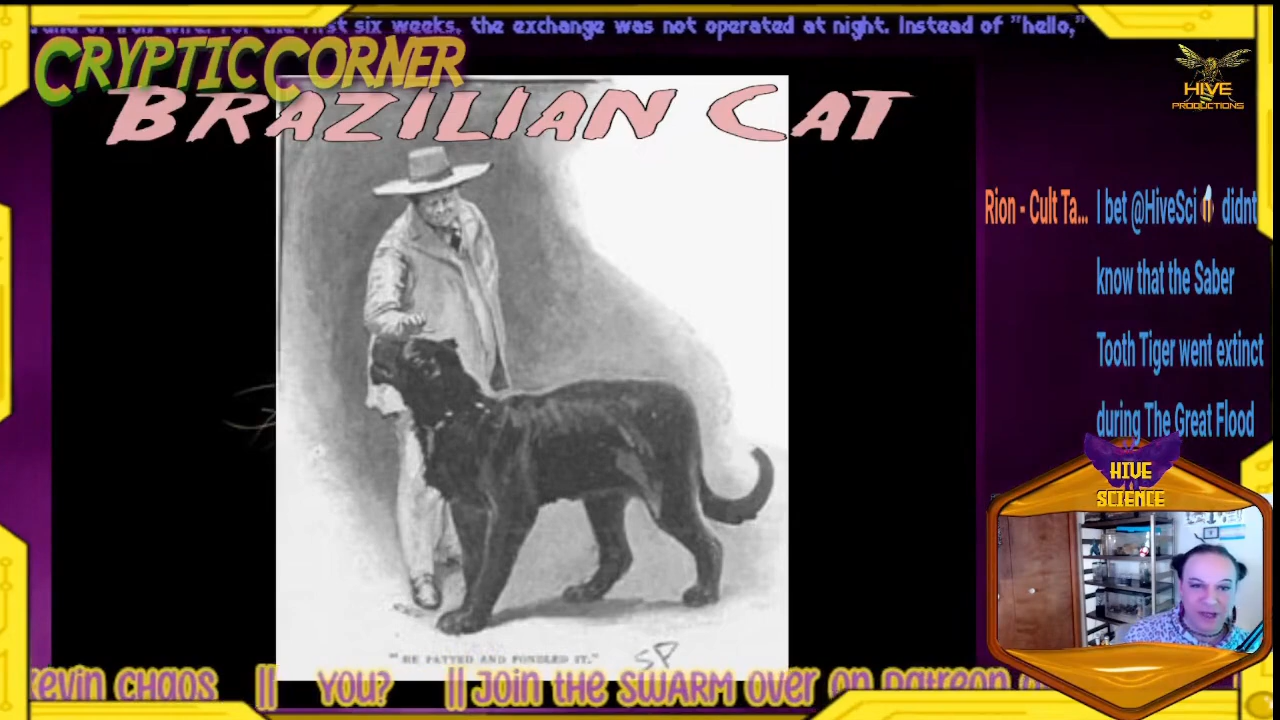 st six weeks, the exchange was not operated at night. Instead of "hello,"
CRYPTIC CORNER
BRAZILIAN CAT
HIVE
PRODUCTIONS
Rion - Cult Ta... I bet @HiveSci didnt
know that the Saber
Tooth Tiger went extinct
during The Great Flood
HIVE
SCIENCE
"HE PATTED AND FONDLED IT."
SP
kevin chaos || YOU? || Join the SWARM over on Patreon